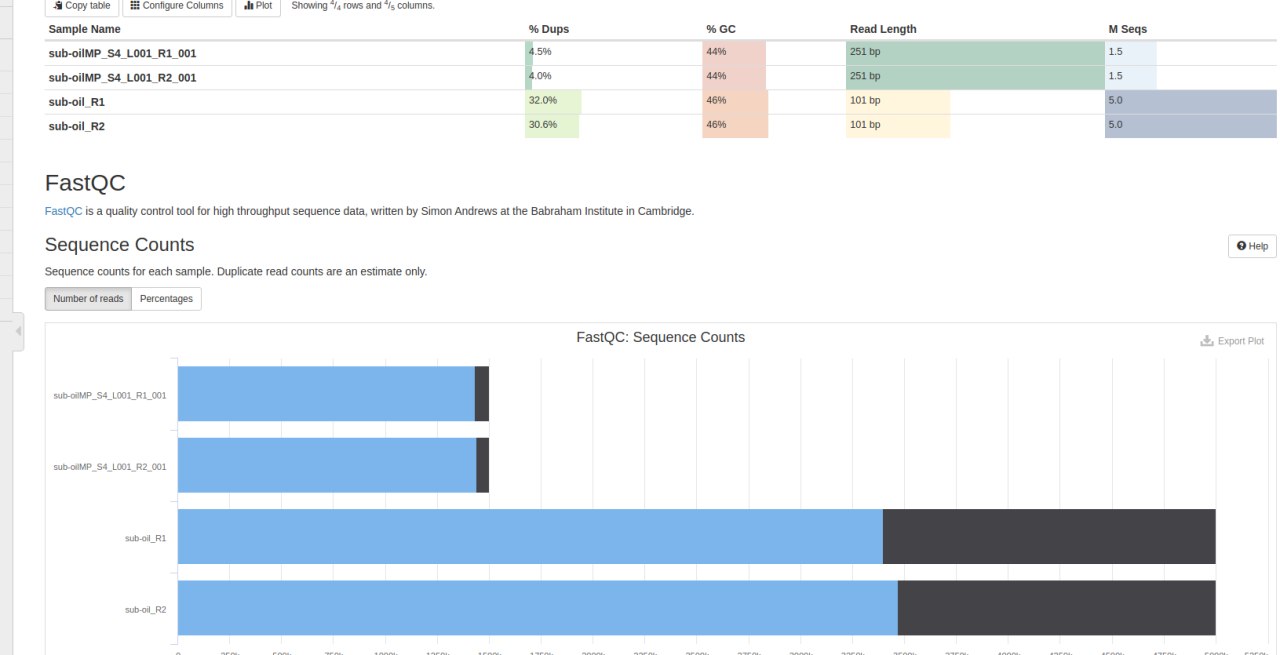 Copy table Configure Columns Plot Showing 4/4 rows and 4/5 columns.
Sample Name % Dups % GC Read Length M Seqs
sub-oilMP_S4_L001_R1_001 4.5% 44% 251 bp 1.5
sub-oilMP_S4_L001_R2_001 4.0% 44% 251 bp 1.5
sub-oil_R1 32.0% 46% 101 bp 5.0
sub-oil_R2 30.6% 46% 101 bp 5.0
FastQC
FastQC is a quality control tool for high throughput sequence data, written by Simon Andrews at the Babraham Institute in Cambridge.
Sequence Counts
Help
Sequence counts for each sample. Duplicate read counts are an estimate only.
Number of reads Percentages
FastQC: Sequence Counts
Export Plot
sub-oilMP_S4_L001_R1_001
sub-oilMP_S4_L001_R2_001
sub-oil_R1
sub-oil_R2